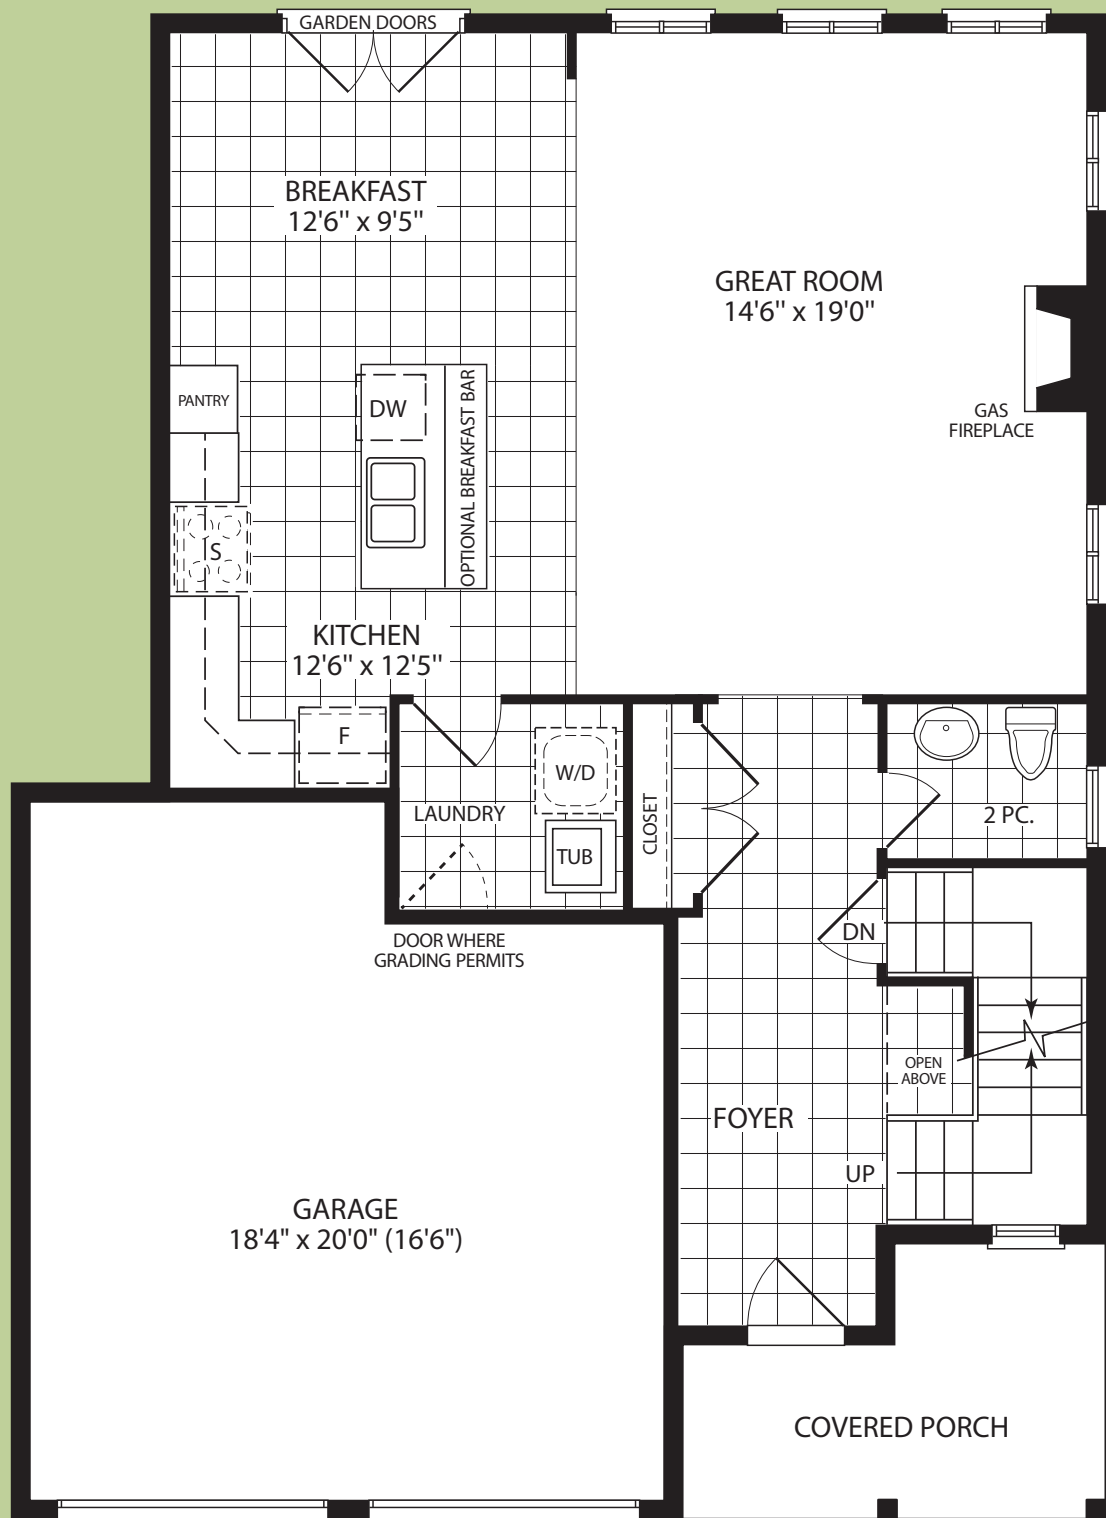 GARDEN DOORS
BREAKFAST
12'6" x 9'5"
GREAT ROOM
14'6" x 19'0"
GAS
FIREPLACE
PANTRY
DW
OPTIONAL BREAKFAST BAR
S
KITCHEN
12'6" x 12'5"
F
W/D
LAUNDRY
TUB
CLOSET
2 PC.
DOOR WHERE
GRADING PERMITS
DN
OPEN
ABOVE
FOYER
UP
GARAGE
18'4" x 20'0" (16'6")
COVERED PORCH